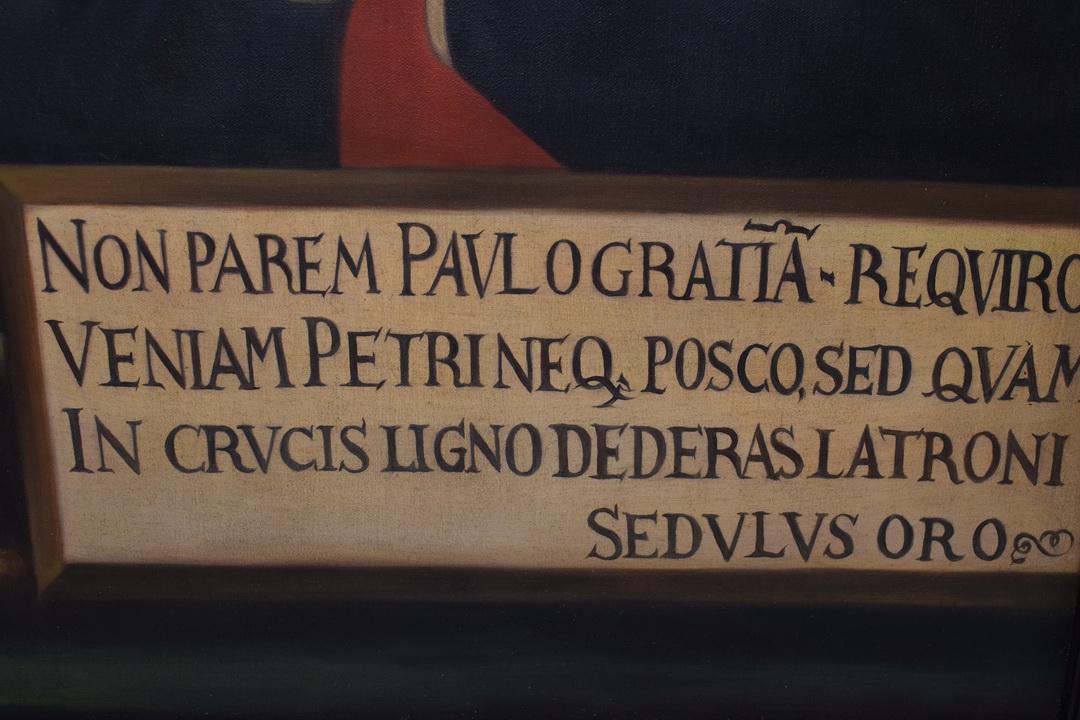 NON PAREM PAVLO GRATIĀ - REQVIRO
VENIAM PETRI NEQ, POSCO, SED QVAM
IN CRVCIS LIGNO DEDERAS LATRONI
SEDVLVS ORO